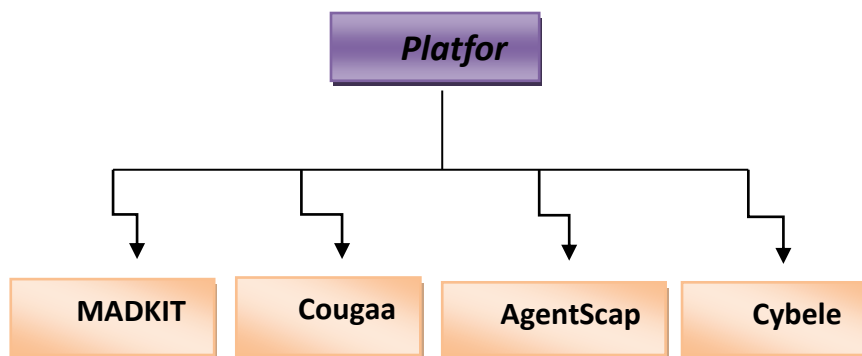 Platfor
MADKIT
Cougaa
AgentScap
Cybele